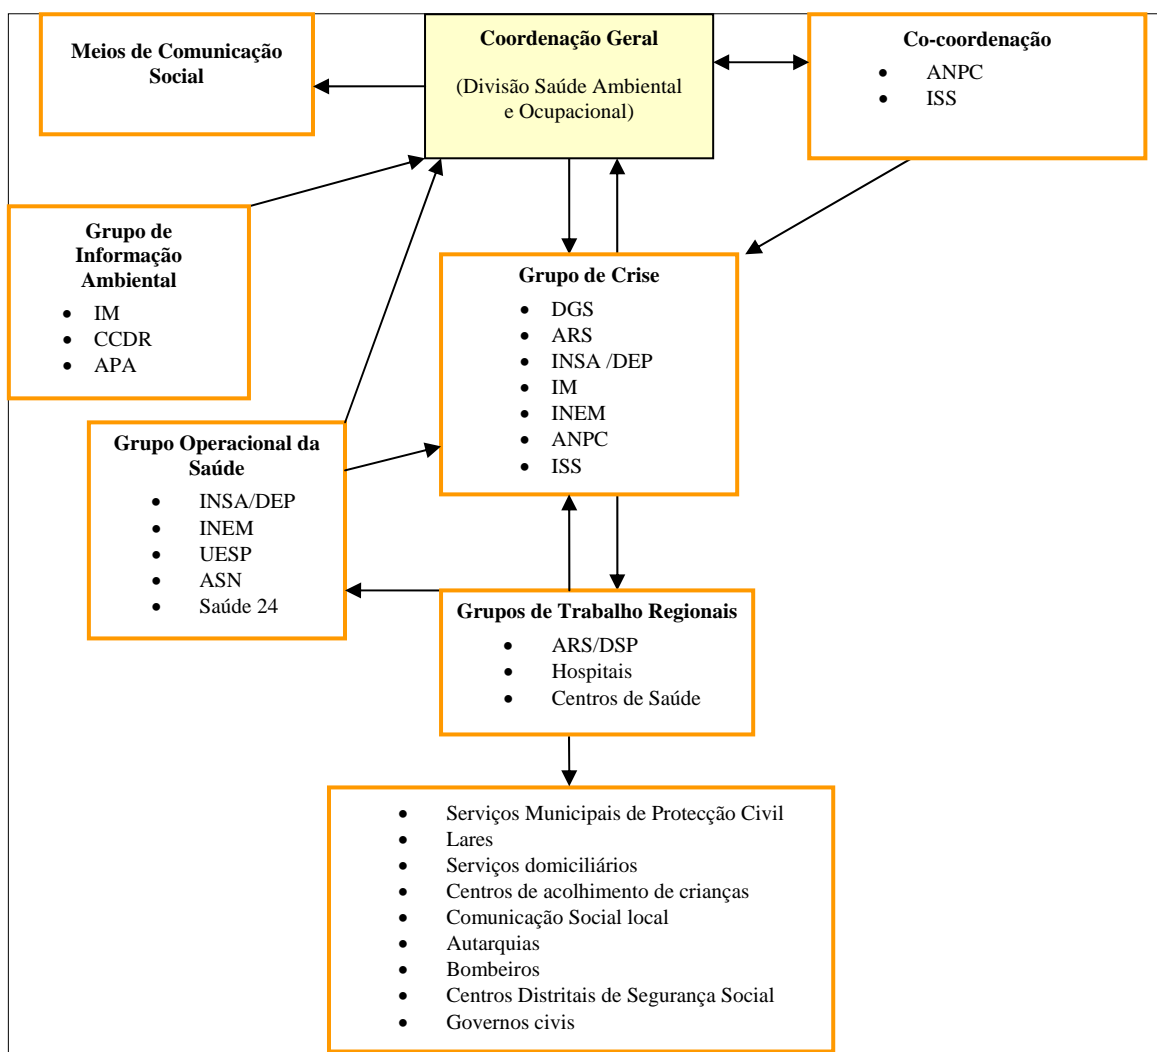 Meios de Comunicação
Social
Coordenação Geral
(Divisão Saúde Ambiental
e Ocupacional)
Co-coordenação
• ANPC
• ISS
Grupo de
Informação
Ambiental
• IM
• CCDR
• APA
Grupo de Crise
• DGS
• ARS
• INSA /DEP
• IM
• INEM
• ANPC
• ISS
Grupo Operacional da
Saúde
• INSA/DEP
• INEM
• UESP
• ASN
• Saúde 24
Grupos de Trabalho Regionais
• ARS/DSP
• Hospitais
• Centros de Saúde
• Serviços Municipais de Protecção Civil
• Lares
• Serviços domiciliários
• Centros de acolhimento de crianças
• Comunicação Social local
• Autarquias
• Bombeiros
• Centros Distritais de Segurança Social
• Governos civis